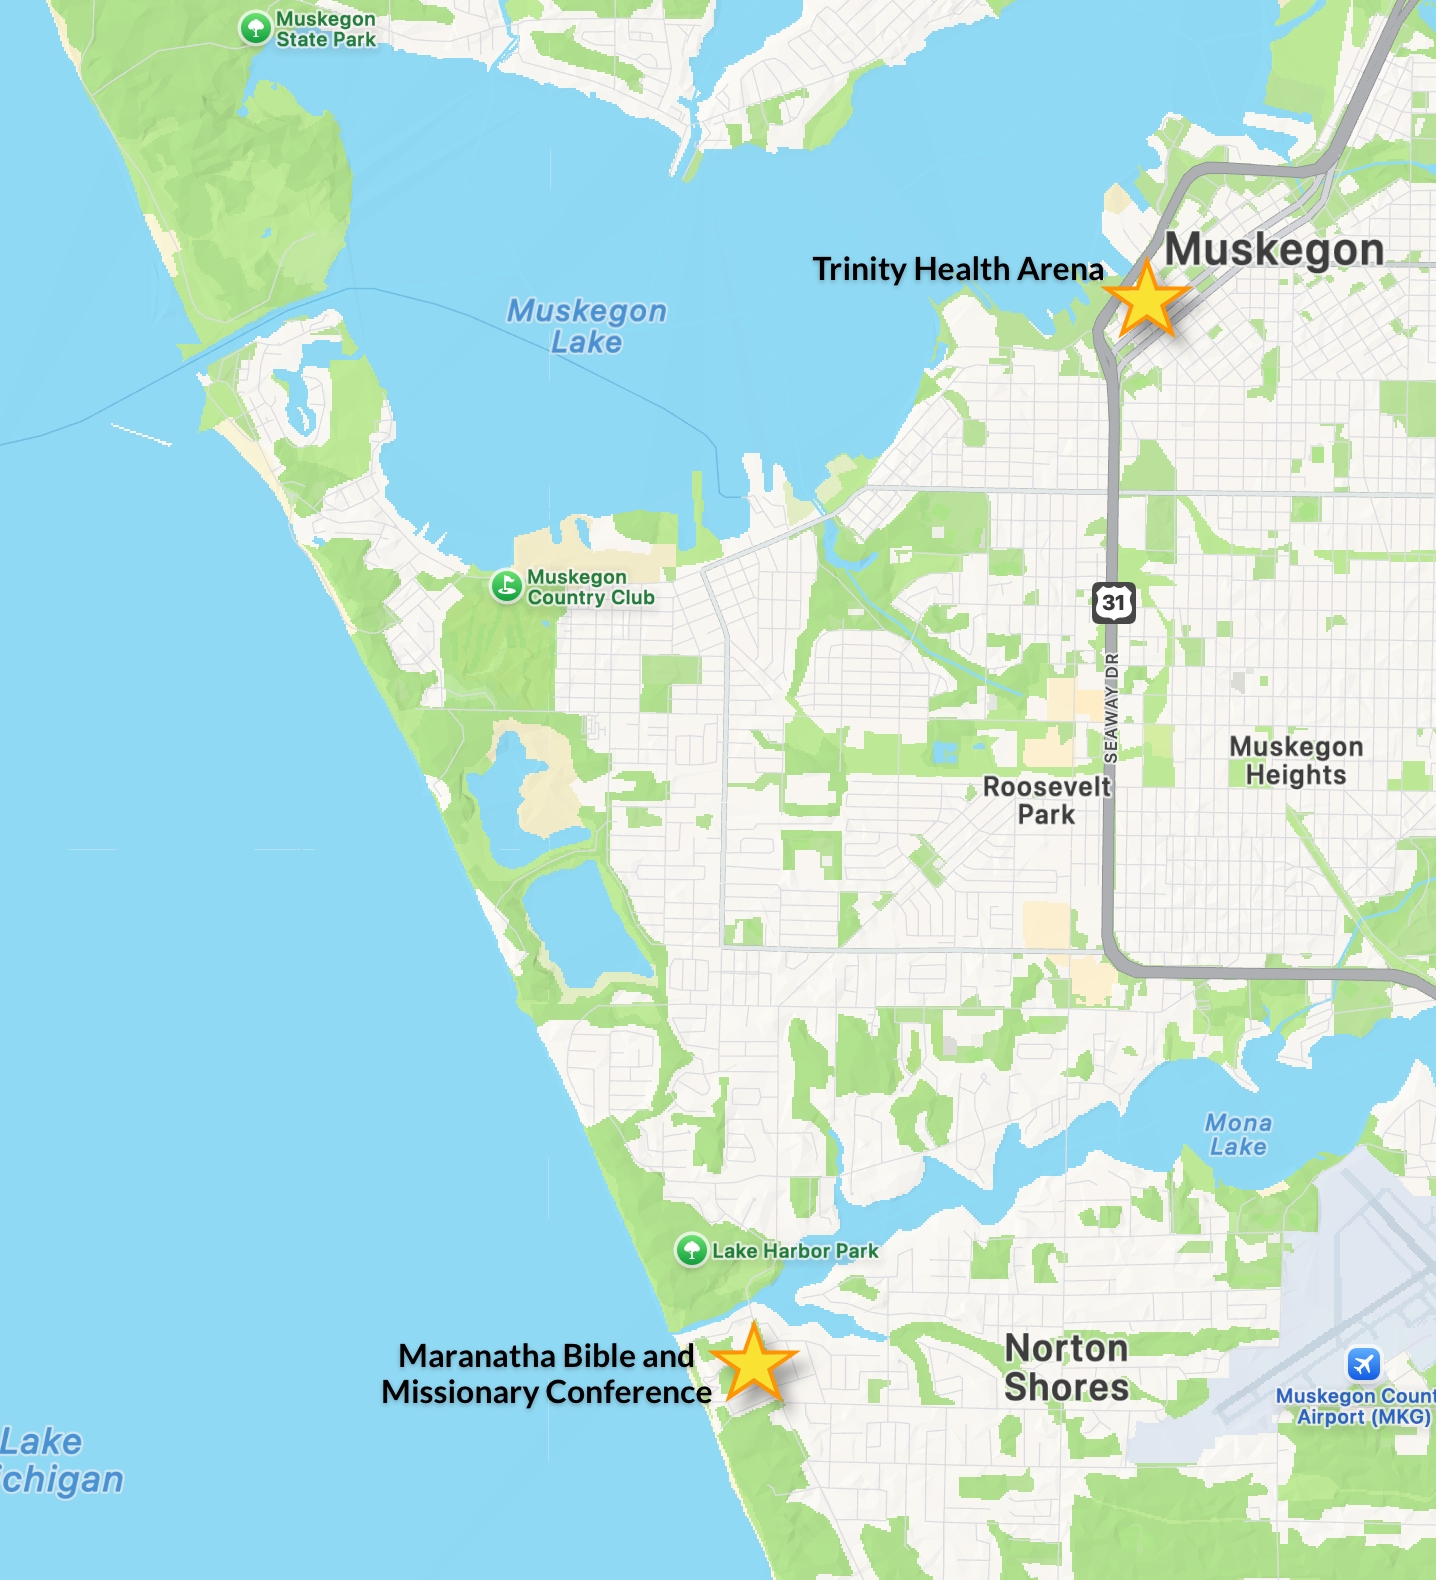 Muskegon
State Park
Trinity Health Arena
Muskegon
Muskegon
Lake
Muskegon
Country Club
31
SEAWAY DR
Muskegon
Heights
Roosevelt
Park
Mona
Lake
Lake Harbor Park
Maranatha Bible and
Missionary Conference
Norton
Shores
Muskegon Count
Airport (MKG)
Lake
ichigan